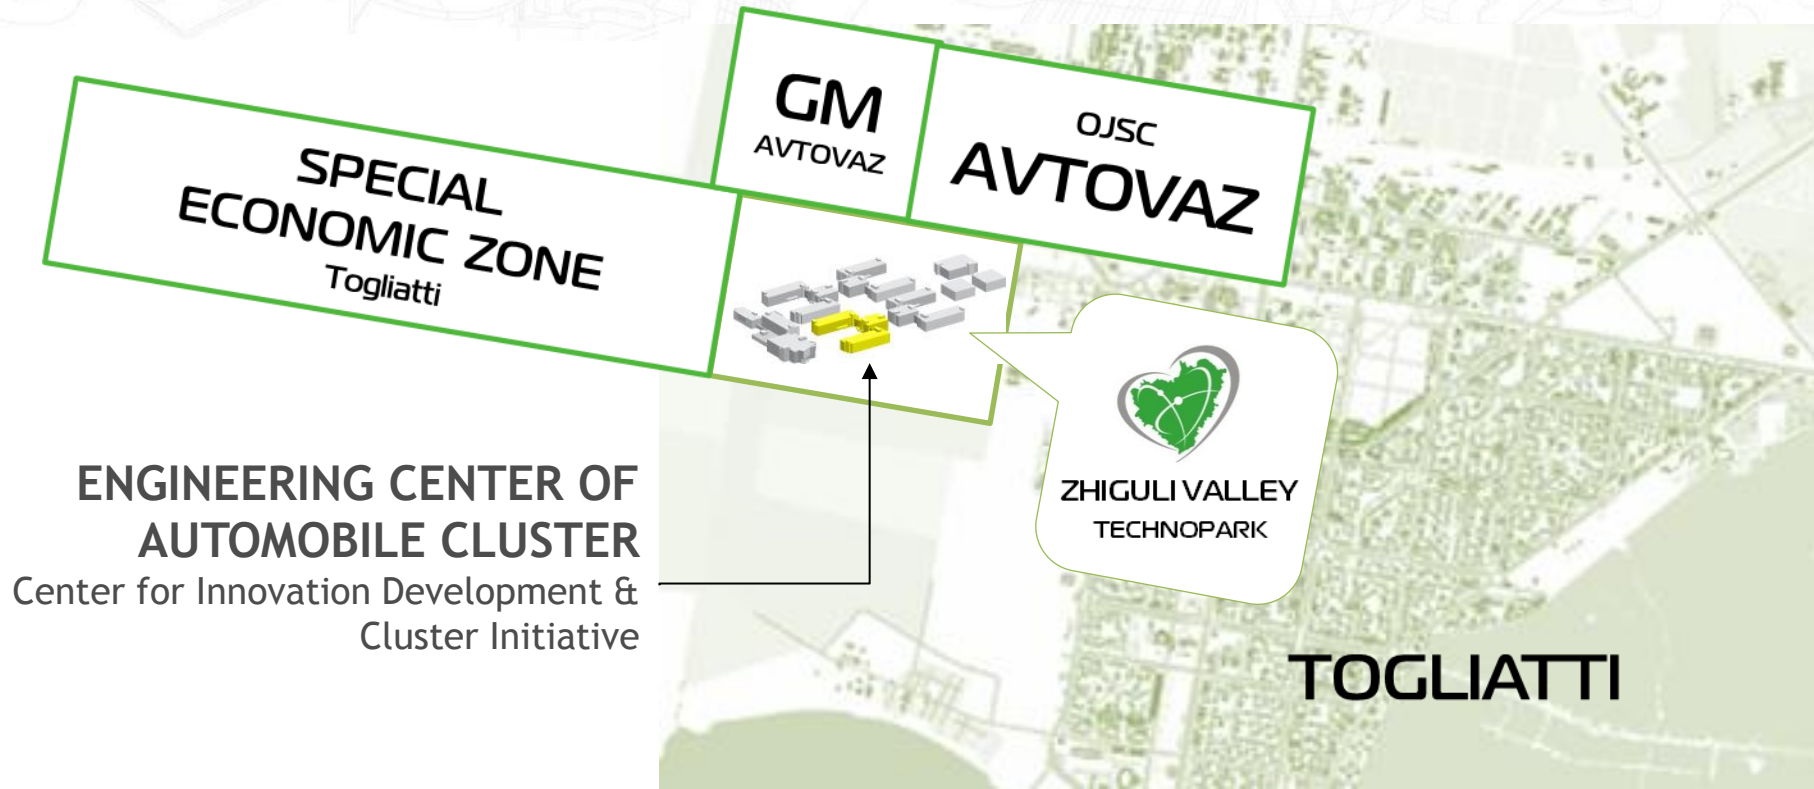 GM
AVTOVAZ
OJSC
AVTOVAZ
SPECIAL
ECONOMIC ZONE
Togliatti
ZHIGULI VALLEY
TECHNOPARK
ENGINEERING CENTER OF
AUTOMOBILE CLUSTER
Center for Innovation Development &
Cluster Initiative
TOGLIATTI